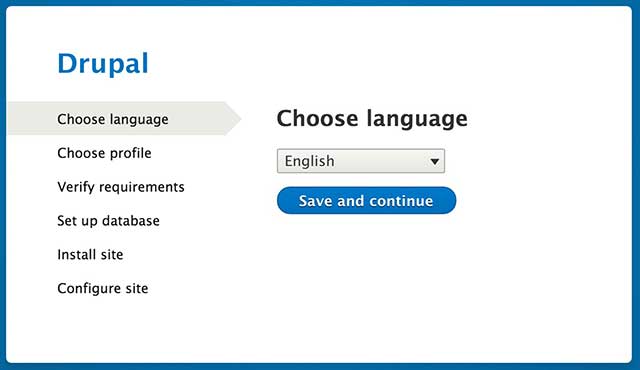 Drupal
Choose language
Choose profile
Verify requirements
Set up database
Install site
Configure site
Choose language
English
Save and continue